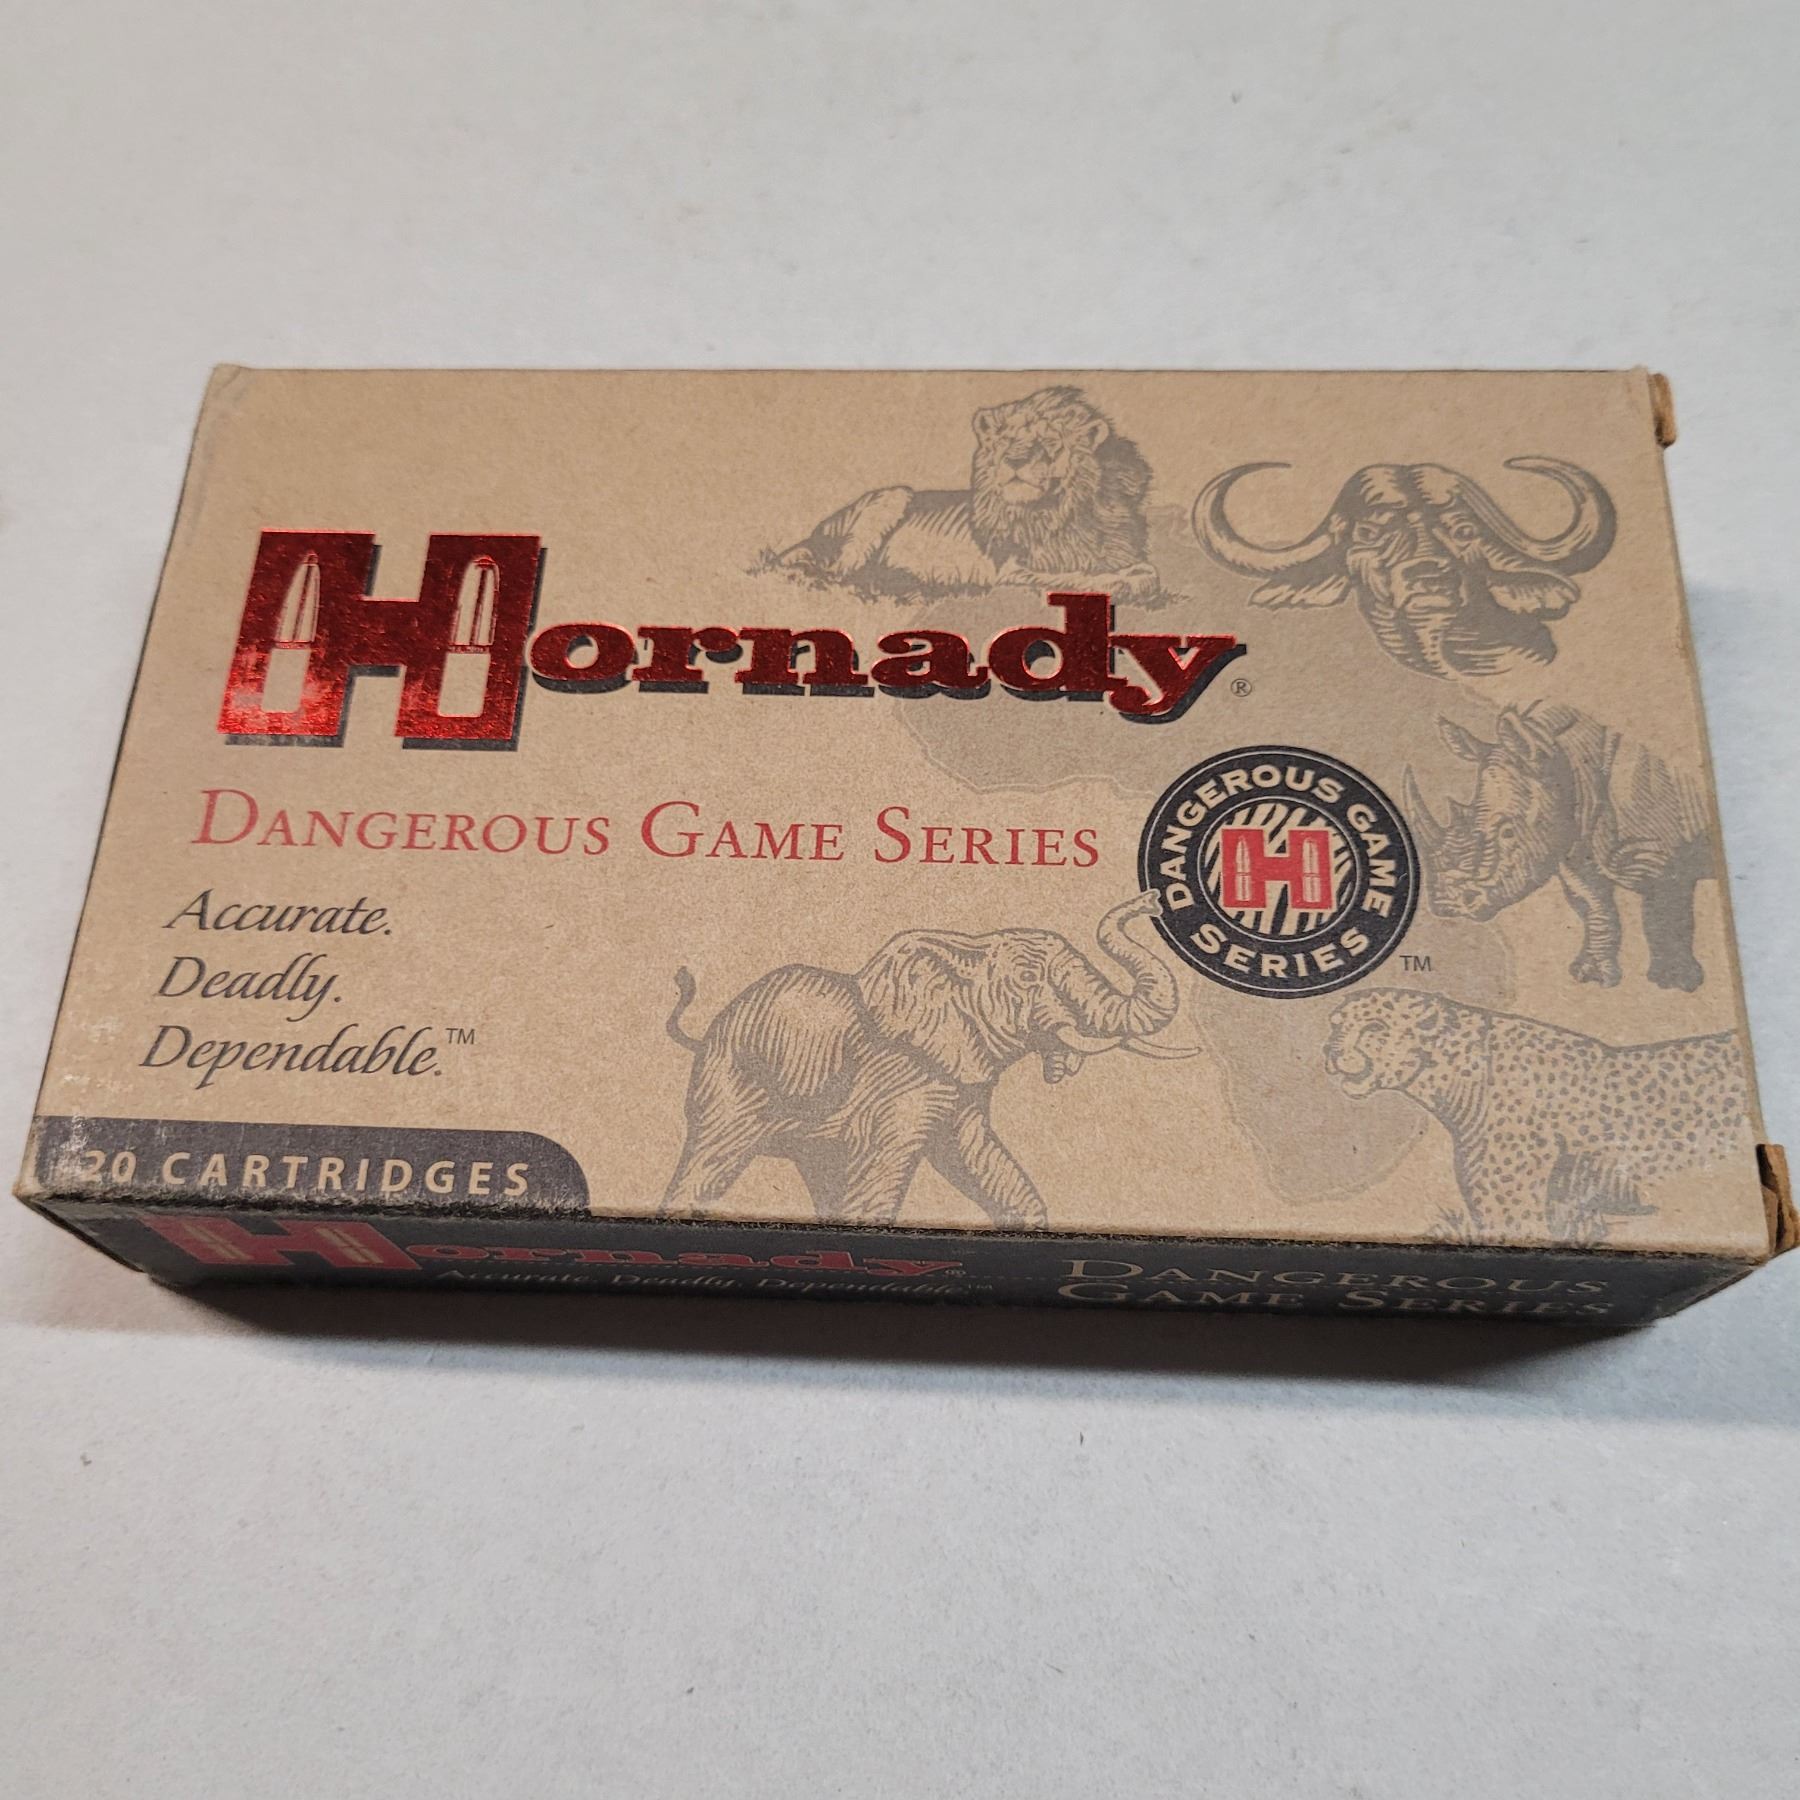 Hornady®
DANGEROUS GAME SERIES
Accurate.
Deadly.
Dependable.™
DANGEROUS GAME
SERIES
H
™
20 CARTRIDGES
Hornady®
Accurate. Deadly. Dependable.™
DANGEROUS
GAME SERIES